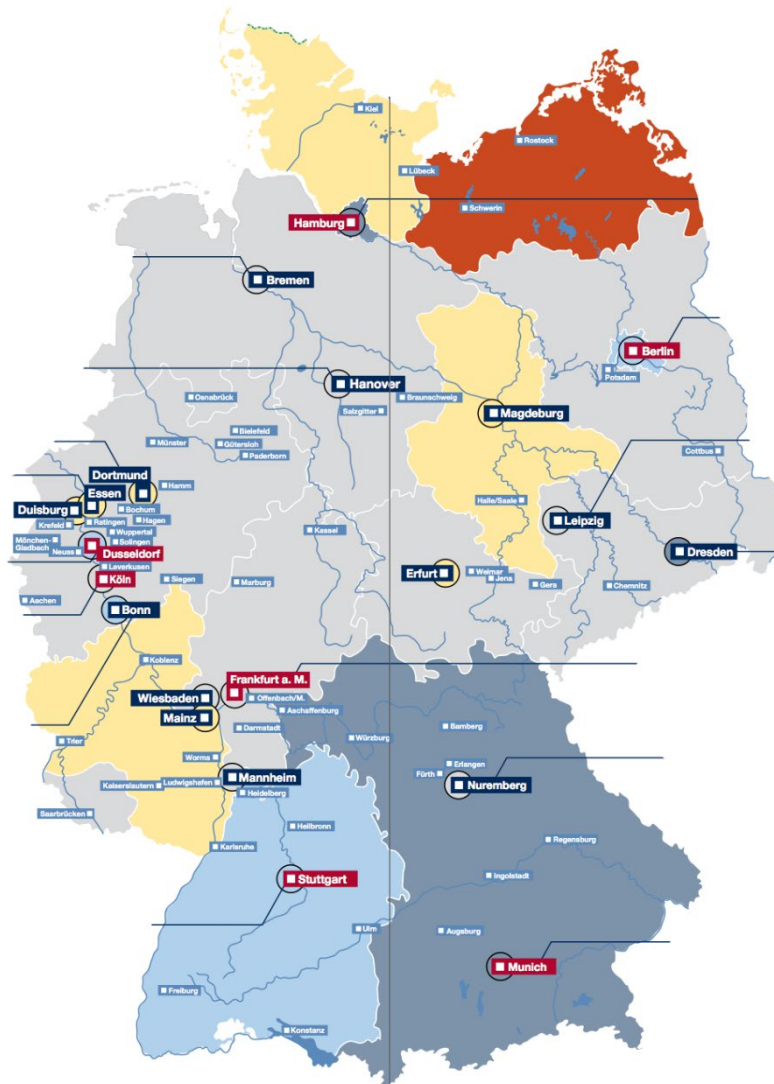 Kiel
Rostock
Lübeck
Schwerin
Hamburg
Bremen
Berlin
Potsdam
Hanover
Osnabrück
Braunschweig
Salzgitter
Magdeburg
Bielefeld
Münster
Gütersloh
Paderborn
Cottbus
Dortmund
Hamm
Essen
Halle/Saale
Duisburg
Bochum
Leipzig
Krefeld
Ratingen
Hagen
Kassel
Wuppertal
Mönchen-
Gladbach
Solingen
Neuss
Dusseldorf
Dresden
Leverkusen
Köln
Siegen
Marburg
Erfurt
Weimar
Jena
Gera
Chemnitz
Aachen
Bonn
Koblenz
Frankfurt a. M.
Wiesbaden
Offenbach/M.
Aschaffenburg
Mainz
Bamberg
Darmstadt
Würzburg
Trier
Worms
Erlangen
Fürth
Mannheim
Nuremberg
Kaiserslautern
Ludwigshafen
Heidelberg
Saarbrücken
Heilbronn
Karlsruhe
Regensburg
Stuttgart
Ingolstadt
Ulm
Augsburg
Munich
Freiburg
Konstanz